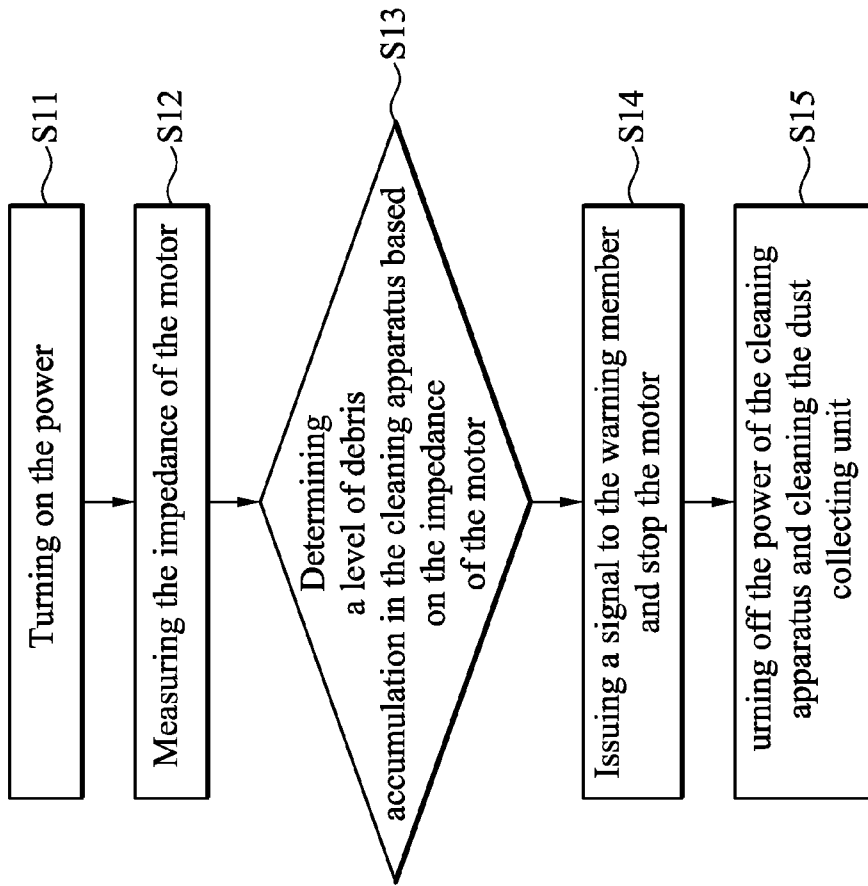 Turning on the power
S11
Measuring the impedance of the motor
S12
Determining
a level of debris
accumulation in the cleaning apparatus based
on the impedance
of the motor
S13
Issuing a signal to the warning member
and stop the motor
S14
urning off the power of the cleaning
apparatus and cleaning the dust
collecting unit
S15